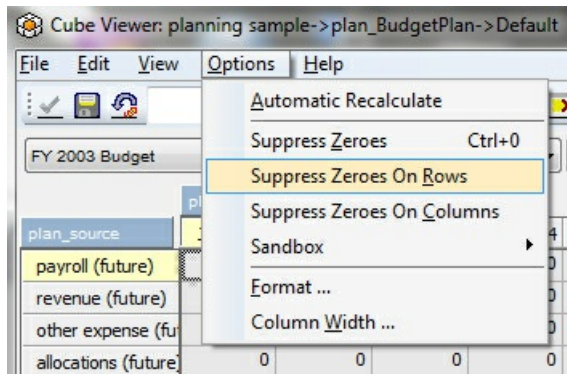 Cube Viewer: planning sample->plan_BudgetPlan->Default
File Edit View Options Help
Automatic Recalculate
Suppress Zeroes Ctrl+0
FY 2003 Budget
Suppress Zeroes On Rows
Suppress Zeroes On Columns
plan_source
Sandbox
payroll (future)
Format ...
revenue (future)
Column Width ...
other expense (fu
allocations (future) 0 0 0 0